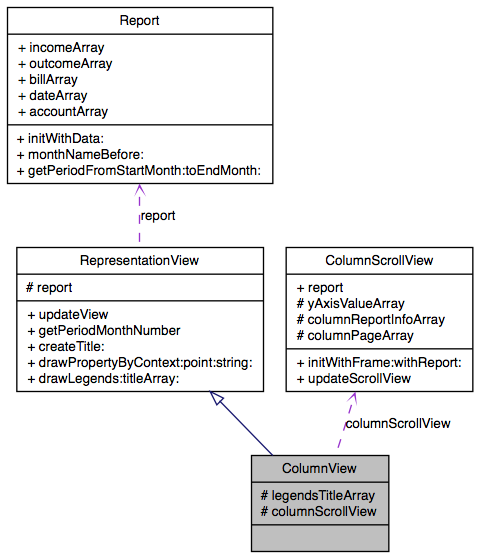 Report
+ incomeArray
+ outcomeArray
+ billArray
+ dateArray
+ accountArray
+ initWithData:
+ monthNameBefore:
+ getPeriodFromStartMonth:toEndMonth:
report
RepresentationView
# report
+ updateView
+ getPeriodMonthNumber
+ createTitle:
+ drawPropertyByContext:point:string:
+ drawLegends:titleArray:
ColumnScrollView
+ report
# yAxisValueArray
# columnReportInfoArray
# columnPageArray
+ initWithFrame:withReport:
+ updateScrollView
columnScrollView
ColumnView
# legendsTitleArray
# columnScrollView